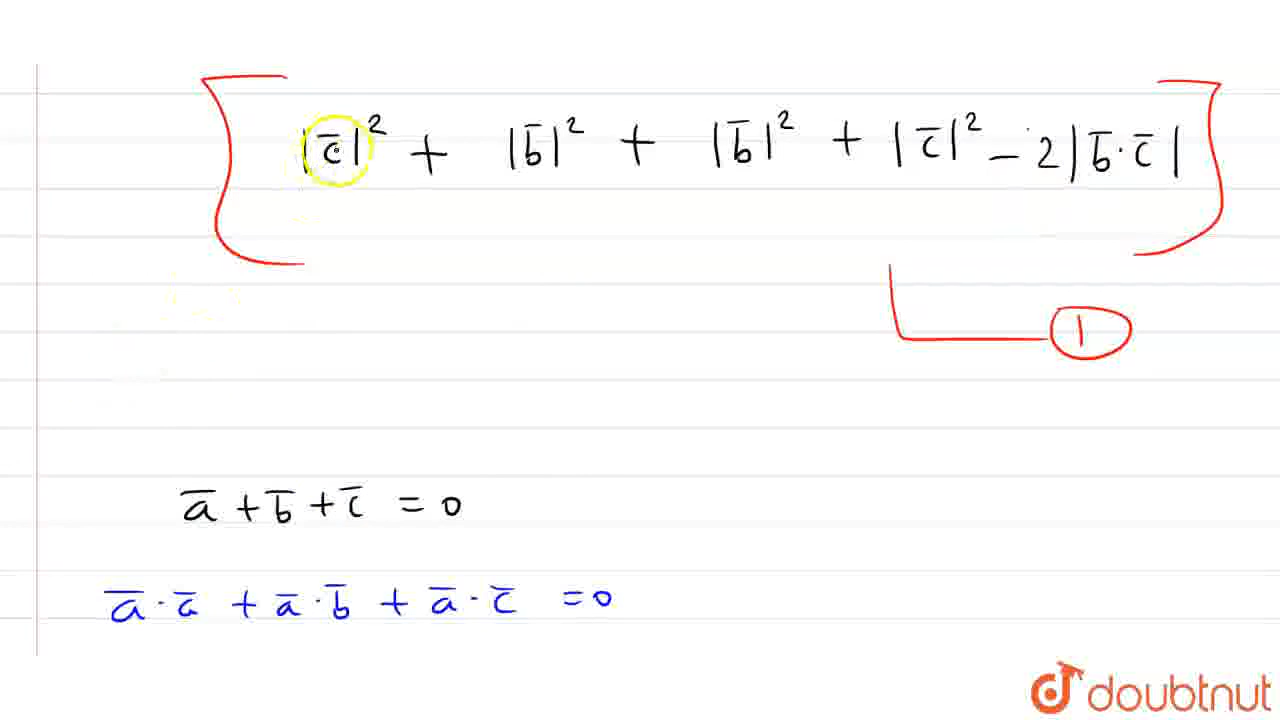 |c̅|² + |b̅|² + |b̅|² + |c̅|² - 2|b̅·c̅|
1
a̅ + b̅ + c̅ = 0
a̅·a̅ + a̅·b̅ + a̅·c̅ = 0
doubtnut